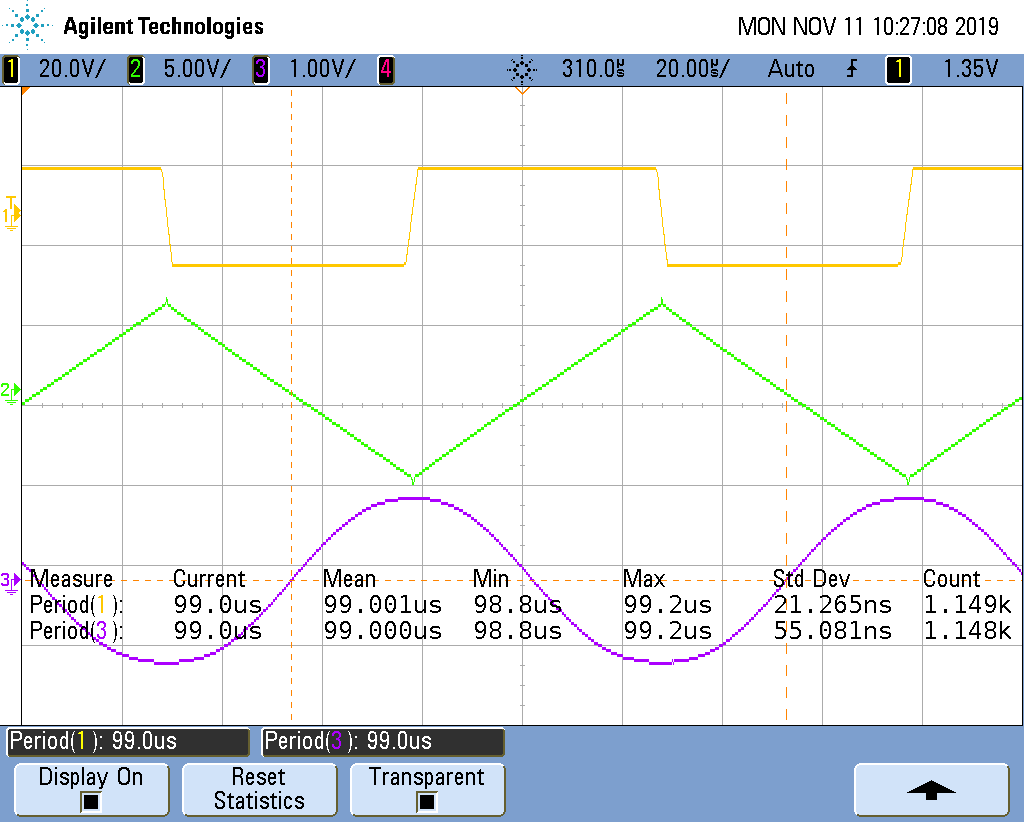 Agilent Technologies MON NOV 11 10:27:08 2019
1 20.0V/ 2 5.00V/ 3 1.00V/ 4 310.0µs 20.00µs/ Auto 1 1.35V
T
1
2
3
Measure Current Mean Min Max Std Dev Count
Period(1): 99.0us 99.001us 98.8us 99.2us 21.265ns 1.149k
Period(3): 99.0us 99.000us 98.8us 99.2us 55.081ns 1.148k
Period(1): 99.0us Period(3): 99.0us
Display On Reset Transparent
Statistics